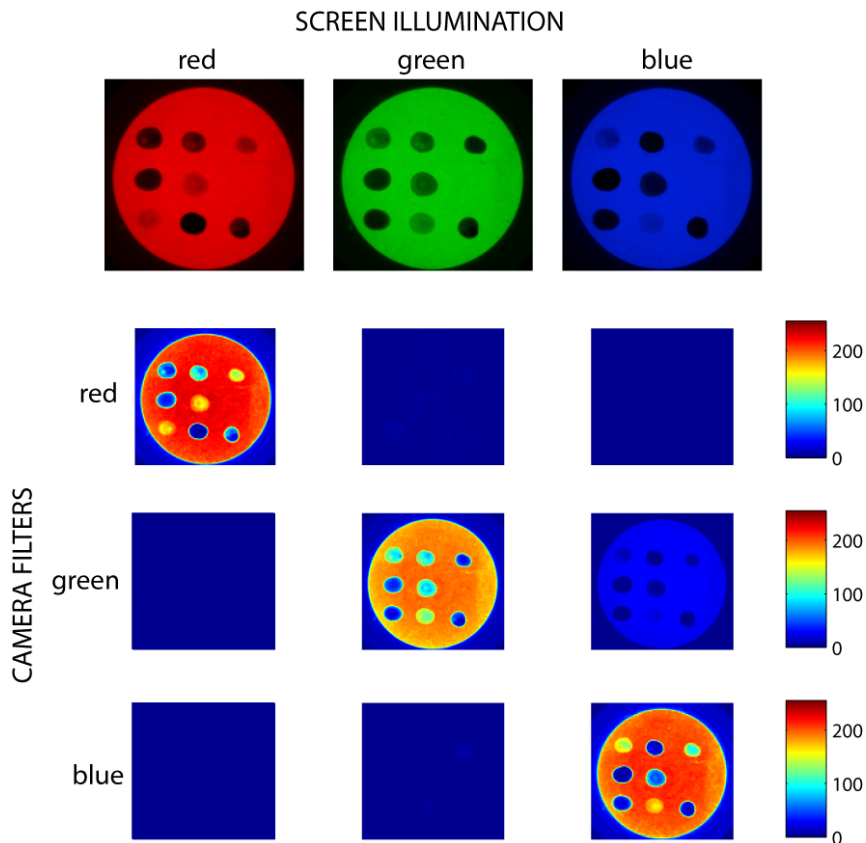 SCREEN ILLUMINATION
red green blue
red
200
100
0
CAMERA FILTERS
green
200
100
0
blue
200
100
0